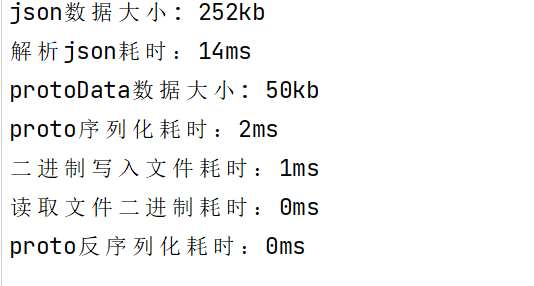 json数据大小: 252kb
解析json耗时：14ms
protoData数据大小: 50kb
proto序列化耗时：2ms
二进制写入文件耗时：1ms
读取文件二进制耗时：0ms
proto反序列化耗时：0ms